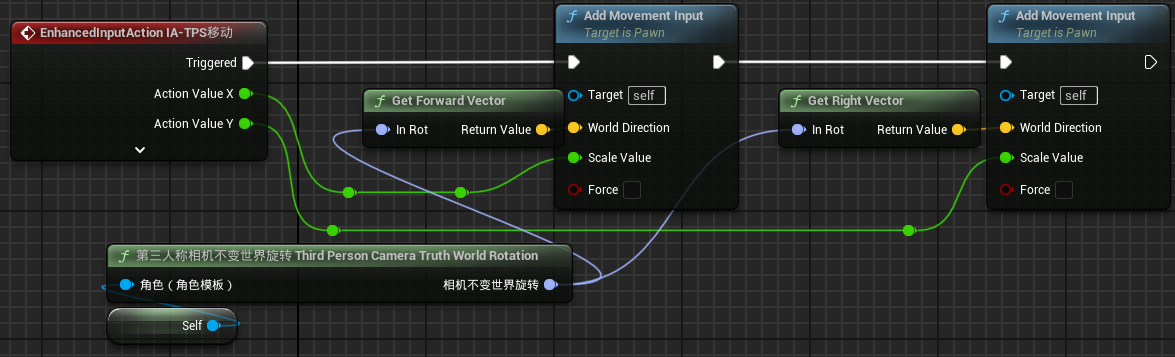 EnhancedInputAction IA-TPS移动
Triggered
Action Value X
Action Value Y
f Get Forward Vector
In Rot
Return Value
f Add Movement Input
Target is Pawn
Target self
World Direction
Scale Value
Force
f Get Right Vector
In Rot
Return Value
f Add Movement Input
Target is Pawn
Target self
World Direction
Scale Value
Force
f 第三人称相机不变世界旋转 Third Person Camera Truth World Rotation
角色（角色模板）
相机不变世界旋转
Self